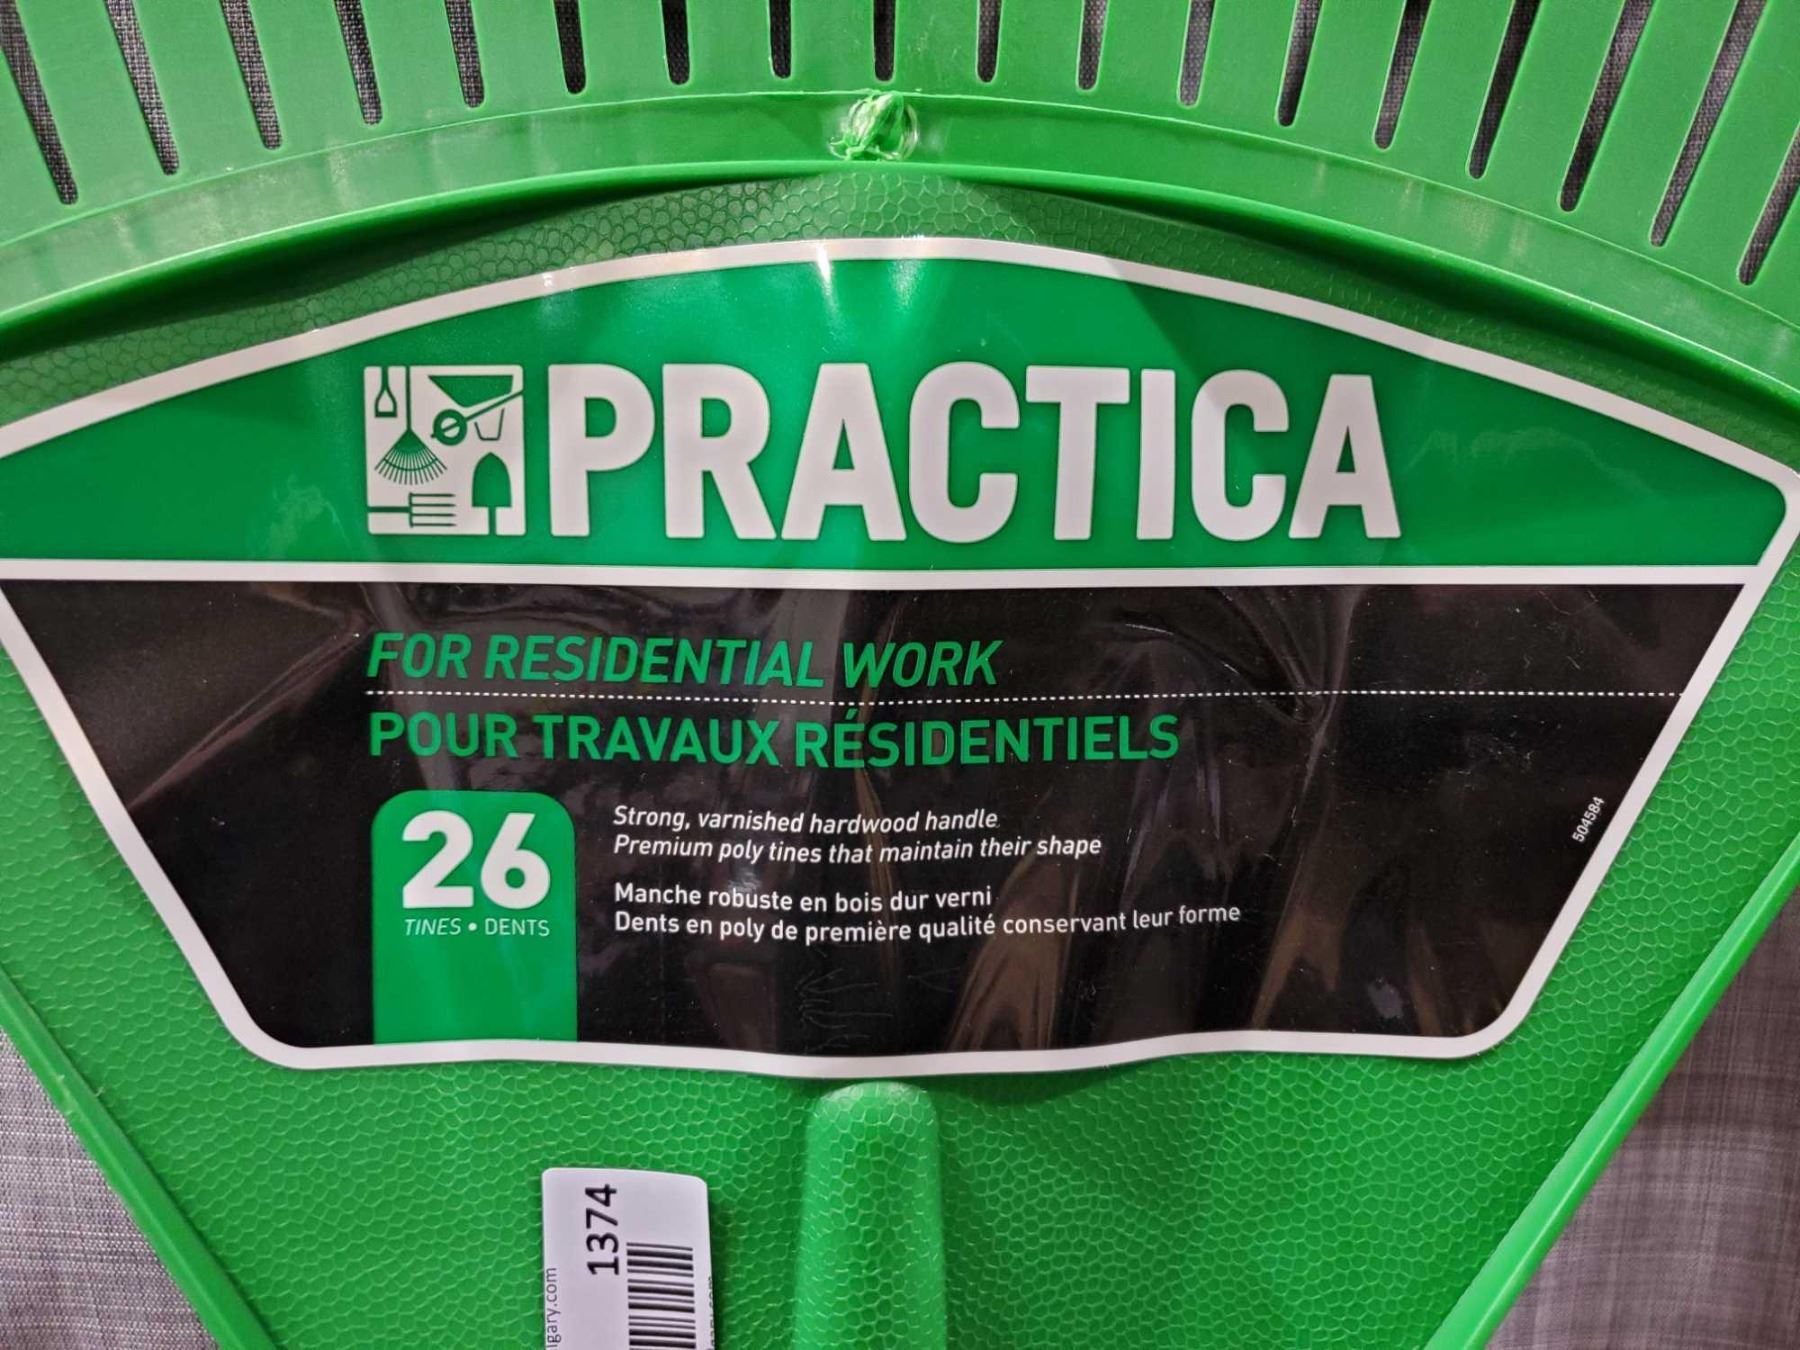 PRACTICA
FOR RESIDENTIAL WORK
POUR TRAVAUX RÉSIDENTIELS
26
TINES • DENTS
Strong, varnished hardwood handle
Premium poly tines that maintain their shape
Manche robuste en bois dur verni
Dents en poly de première qualité conservant leur forme
504584
1374